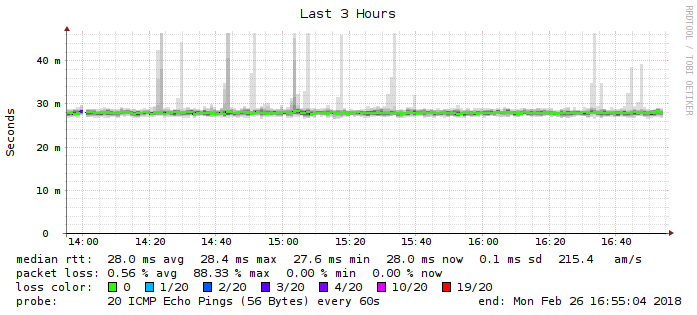 Last 3 Hours
RRDTOOL / TOBI OETIKER
Seconds
40 m
30 m
20 m
10 m
0
14:00 14:20 14:40 15:00 15:20 15:40 16:00 16:20 16:40
median rtt: 28.0 ms avg 28.4 ms max 27.6 ms min 28.0 ms now 0.1 ms sd 215.4 am/s
packet loss: 0.56 % avg 88.33 % max 0.00 % min 0.00 % now
loss color: 0 1/20 2/20 3/20 4/20 10/20 19/20
probe: 20 ICMP Echo Pings (56 Bytes) every 60s end: Mon Feb 26 16:55:04 2018